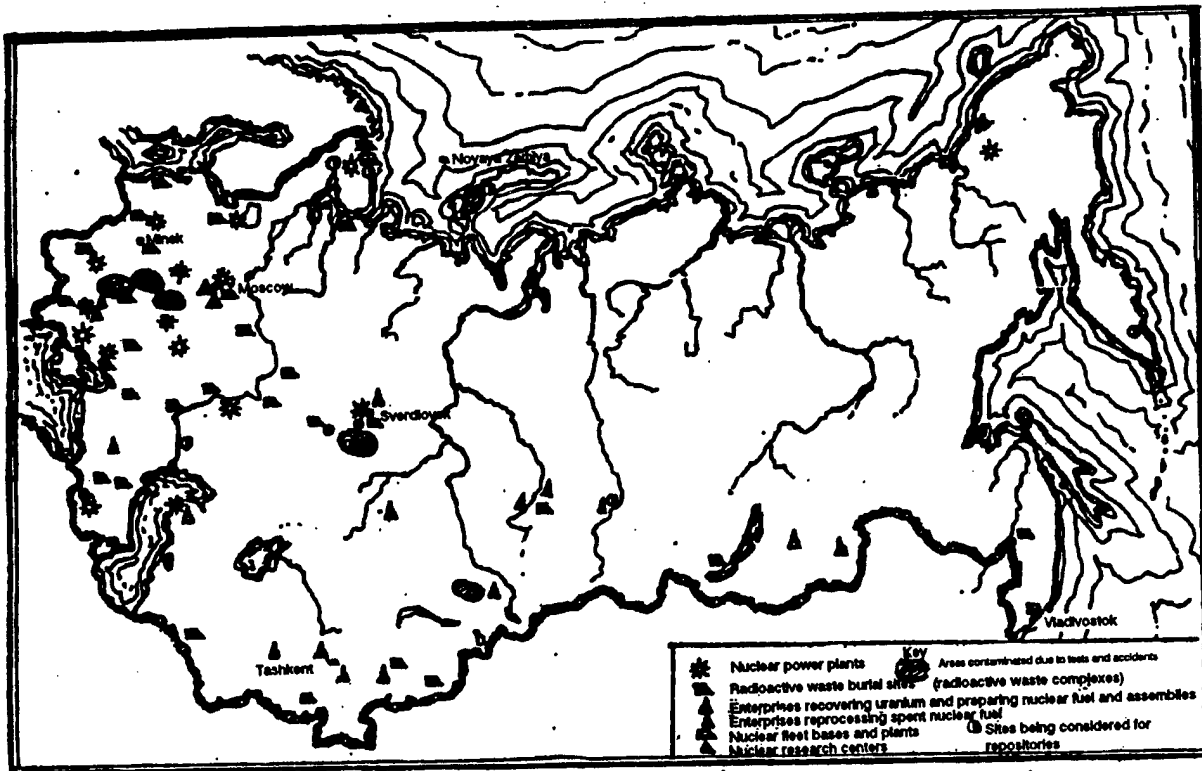 Novaya
Minsk
Moscow
Sverdlovsk
Tashkent
Vladivostok
Key
Nuclear power plants
Areas contaminated due to tests and accidents
Radioactive waste burial sites (radioactive waste complexes)
Enterprises recovering uranium and preparing nuclear fuel and assemblies
Enterprises reprocessing spent nuclear fuel
Nuclear fleet bases and plants
Sites being considered for
repositories
Nuclear research centers